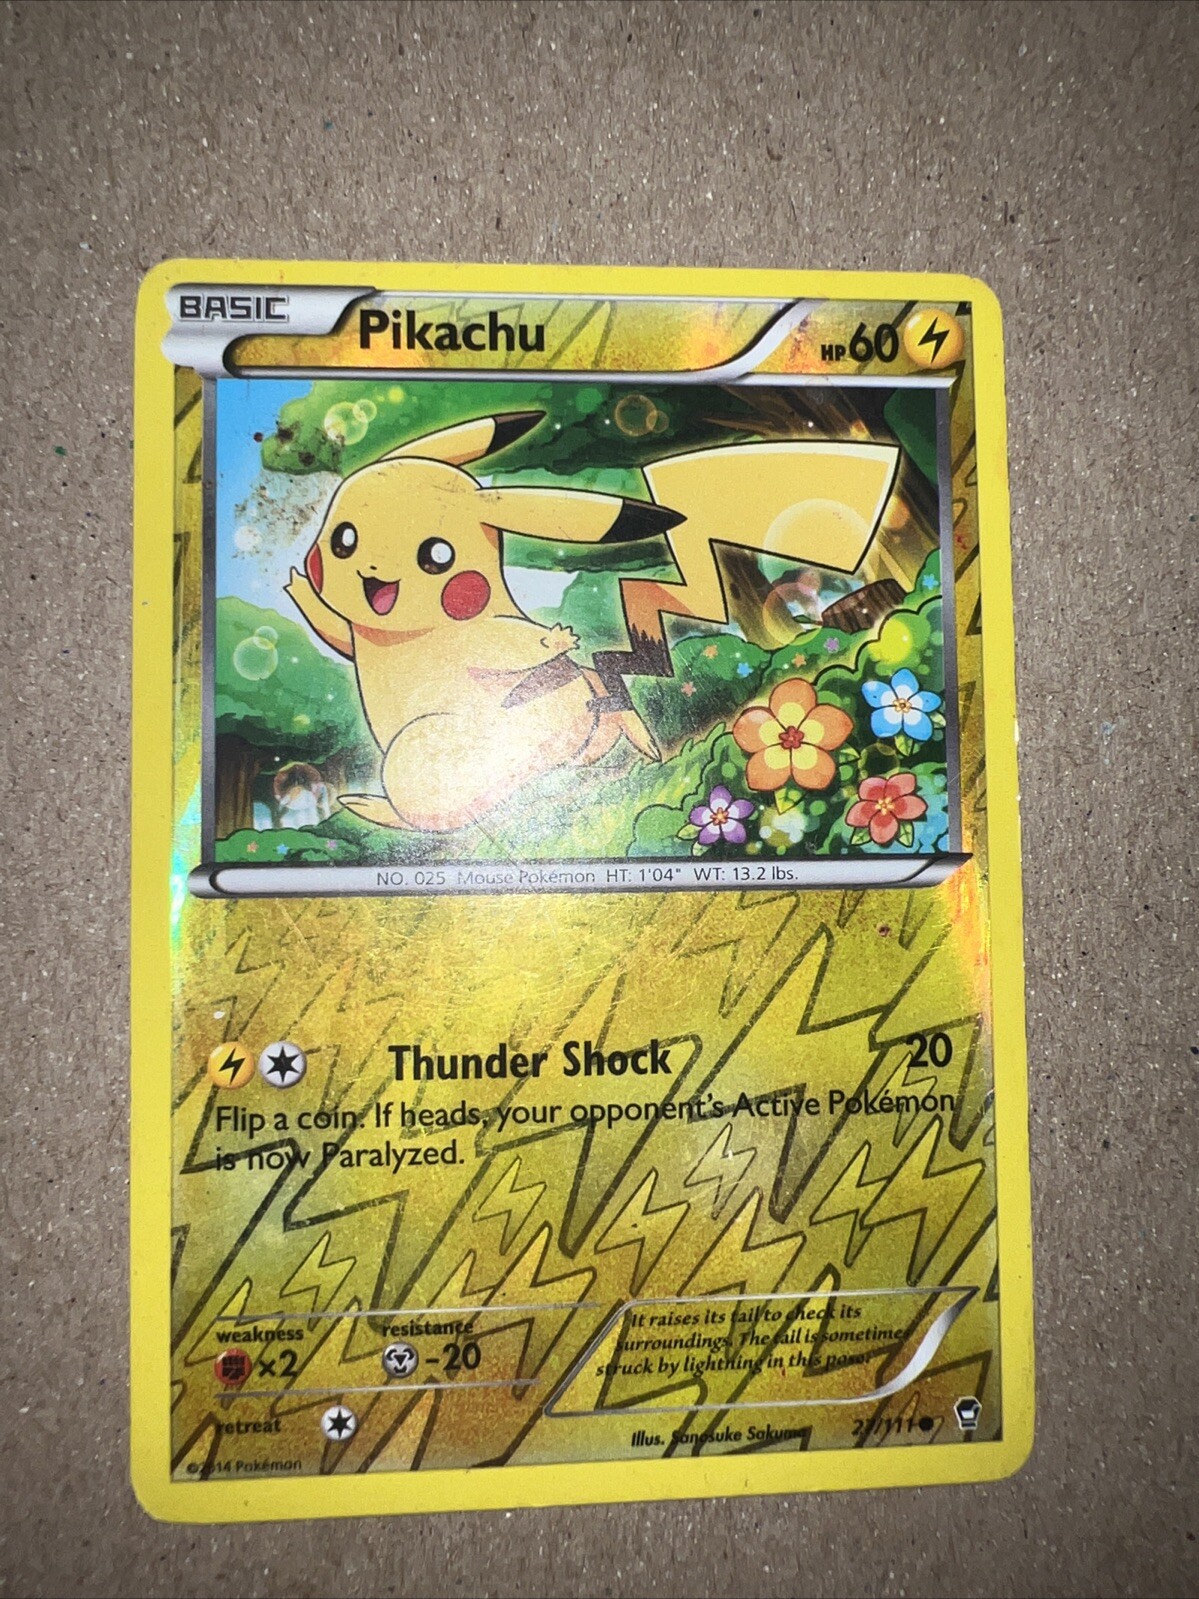 BASIC Pikachu HP60
NO. 025 Mouse Pokémon HT: 1'04" WT: 13.2 lbs.
Thunder Shock 20
Flip a coin. If heads, your opponent's Active Pokémon
is now Paralyzed.
weakness resistance
×2 -20
It raises its tail to check its
surroundings. The tail is sometimes
struck by lightning in this pose.
retreat
Illus. Sanosuke Sakuma 27/111
©2014 Pokémon